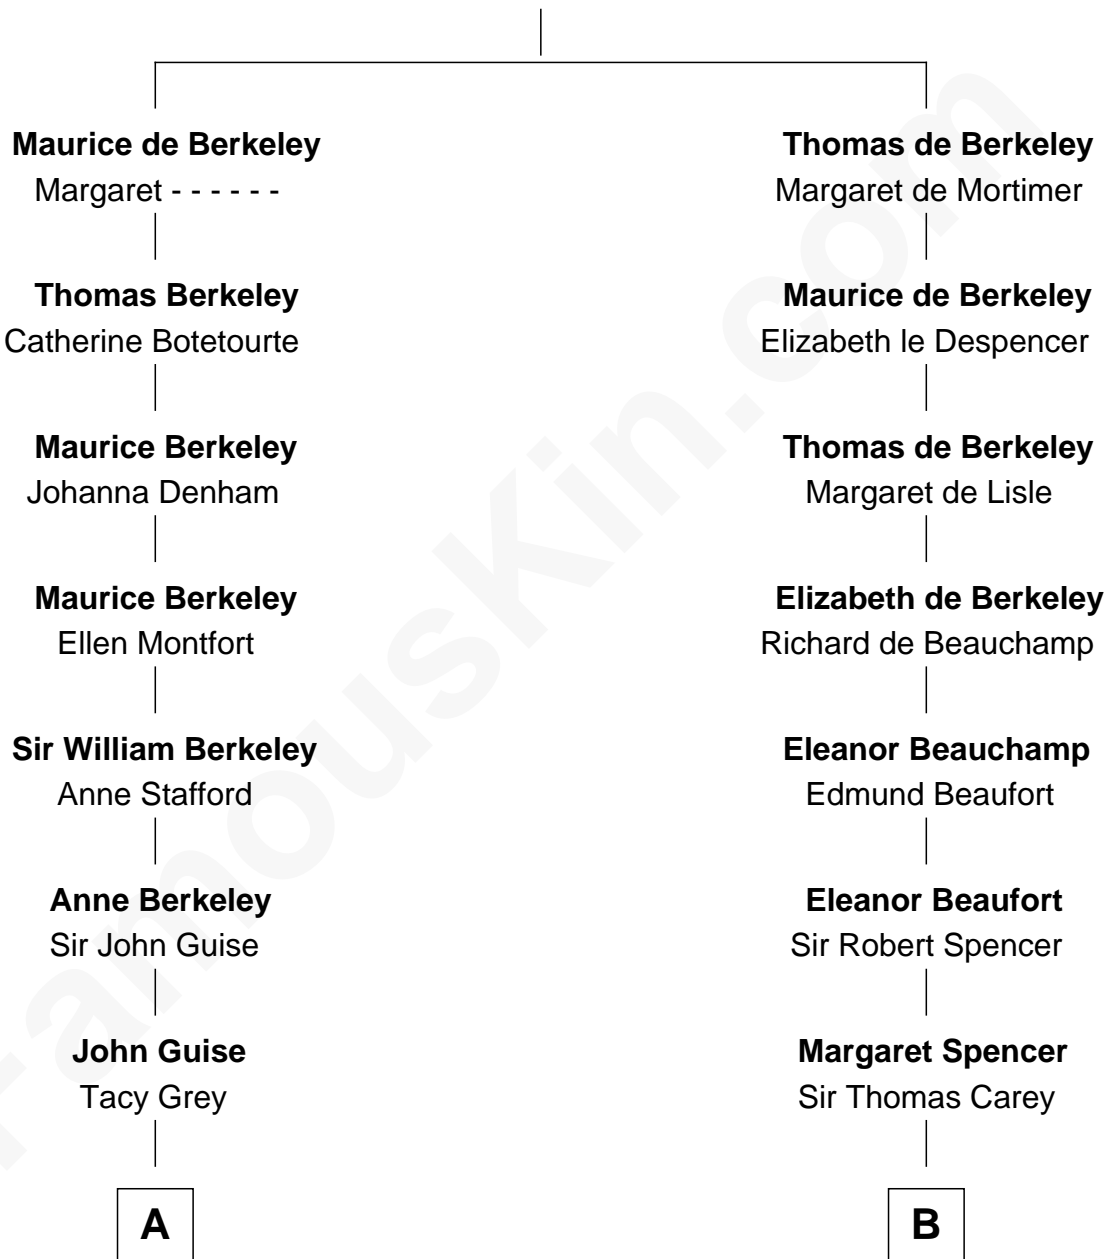 Maurice de Berkeley
Margaret - - - - - -
Thomas Berkeley
Catherine Botetourte
Maurice Berkeley
Johanna Denham
Maurice Berkeley
Ellen Montfort
Sir William Berkeley
Anne Stafford
Anne Berkeley
Sir John Guise
John Guise
Tacy Grey
A
Thomas de Berkeley
Margaret de Mortimer
Maurice de Berkeley
Elizabeth le Despencer
Thomas de Berkeley
Margaret de Lisle
Elizabeth de Berkeley
Richard de Beauchamp
Eleanor Beauchamp
Edmund Beaufort
Eleanor Beaufort
Sir Robert Spencer
Margaret Spencer
Sir Thomas Carey
B
FamousKin.com